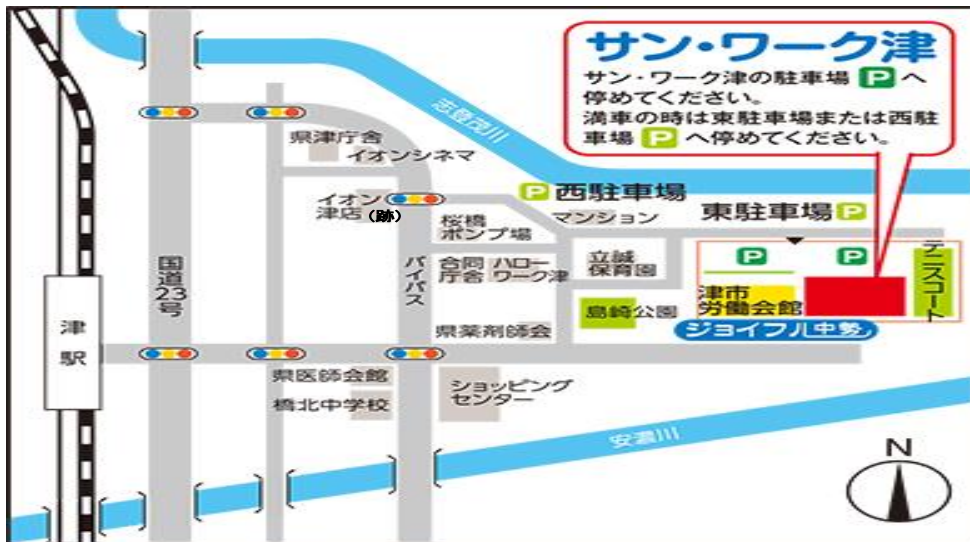 サン・ワーク津
サン・ワーク津の駐車場 P へ
停めてください。
満車の時は東駐車場または西駐
車場 P へ停めてください。
志登茂川
県津庁舎
イオンシネマ
イオン
津店 (跡)
P 西駐車場
マンション
東駐車場 P
桜橋
ポンプ場
国道23号
バイパス
合同
庁舎
ハロー
ワーク津
立誠
保育園
P
P
テニスコート
津市
労働会館
島崎公園
ジョイフル中勢
津駅
県薬剤師会
県医師会館
橋北中学校
ショッピング
センター
安濃川
N